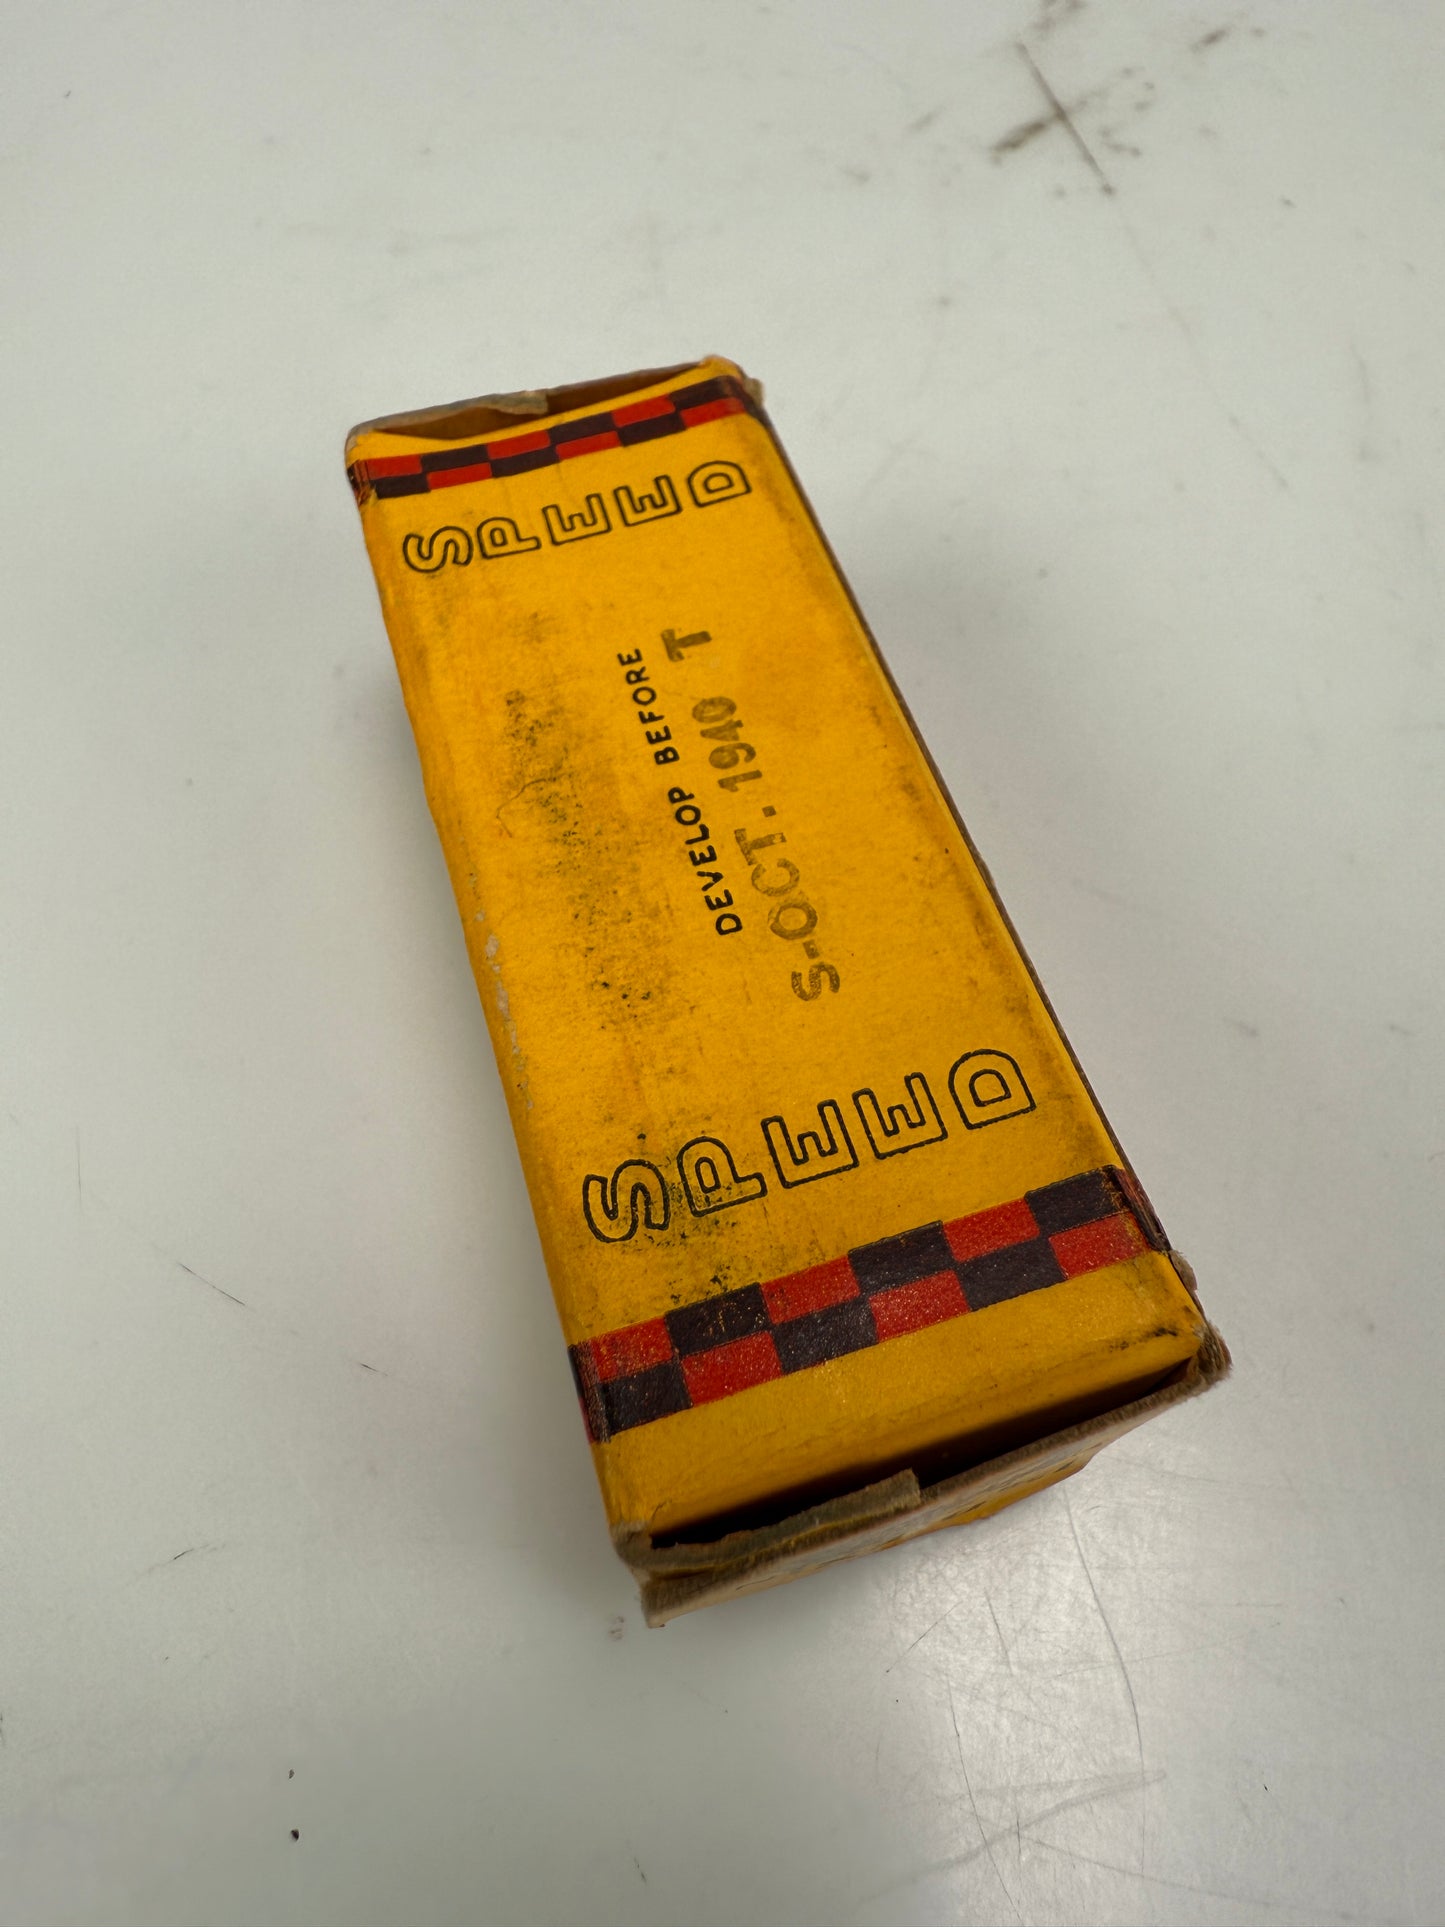 SPEED
DEVELOP BEFORE
S-OCT. 1940 T
SPEED